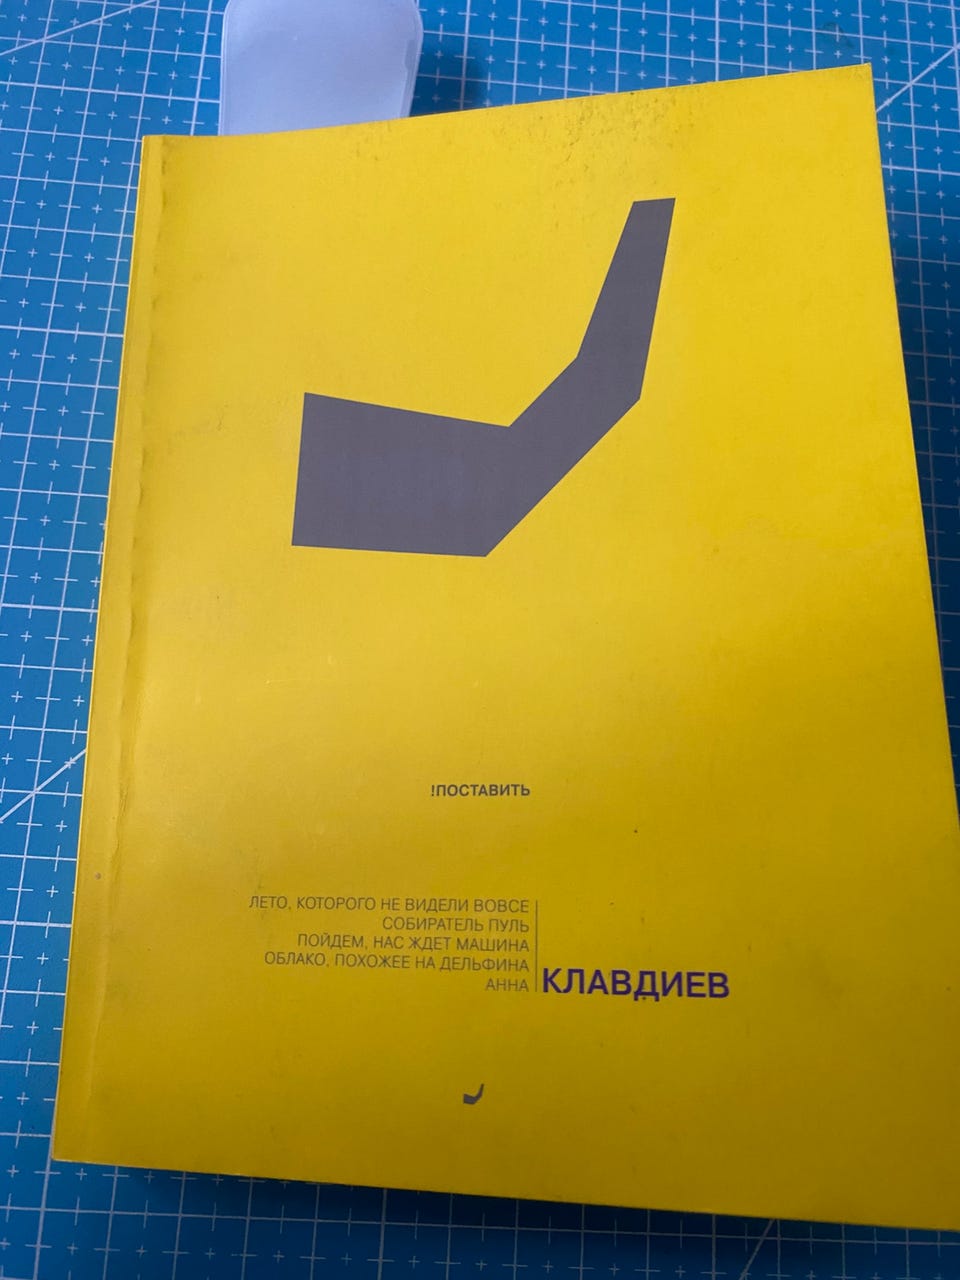 !ПОСТАВИТЬ
ЛЕТО, КОТОРОГО НЕ ВИДЕЛИ ВОВСЕ
СОБИРАТЕЛЬ ПУЛЬ
ПОЙДЕМ, НАС ЖДЕТ МАШИНА
ОБЛАКО, ПОХОЖЕЕ НА ДЕЛЬФИНА
АННА
КЛАВДИЕВ